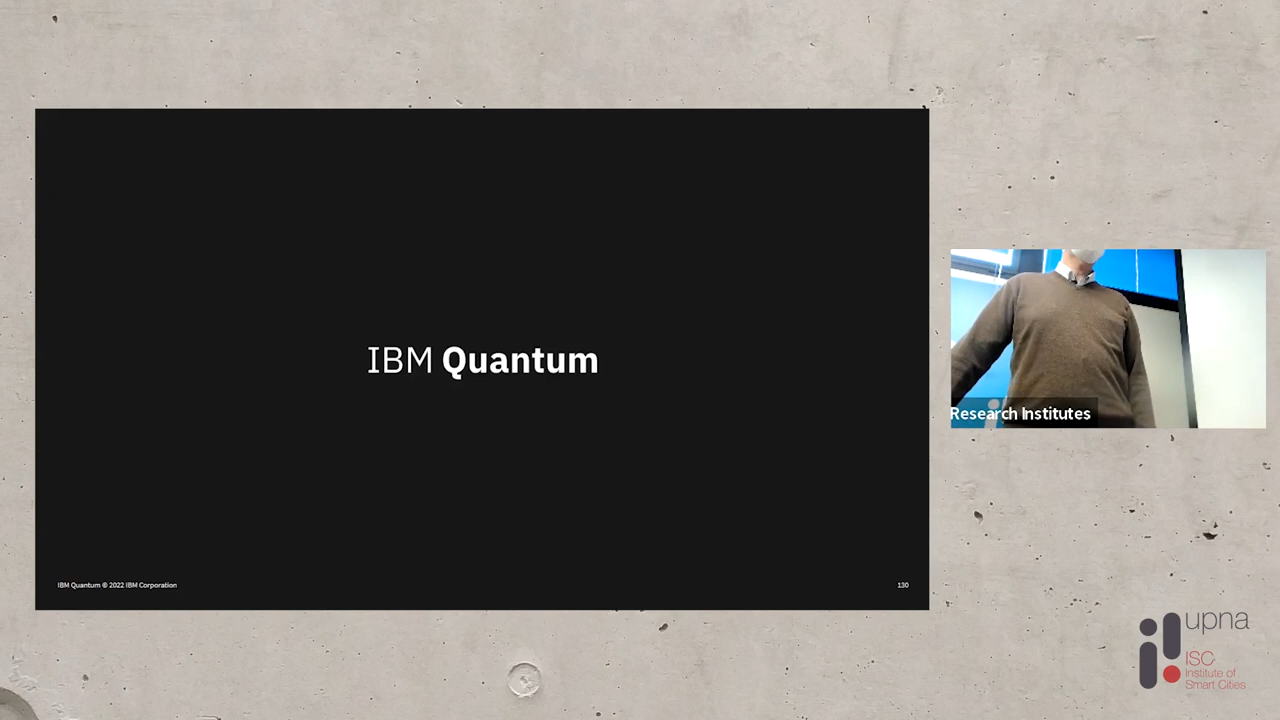 IBM Quantum
IBM Quantum © 2022 IBM Corporation
130
Research Institutes
upna
ISC
Institute of
Smart Cities